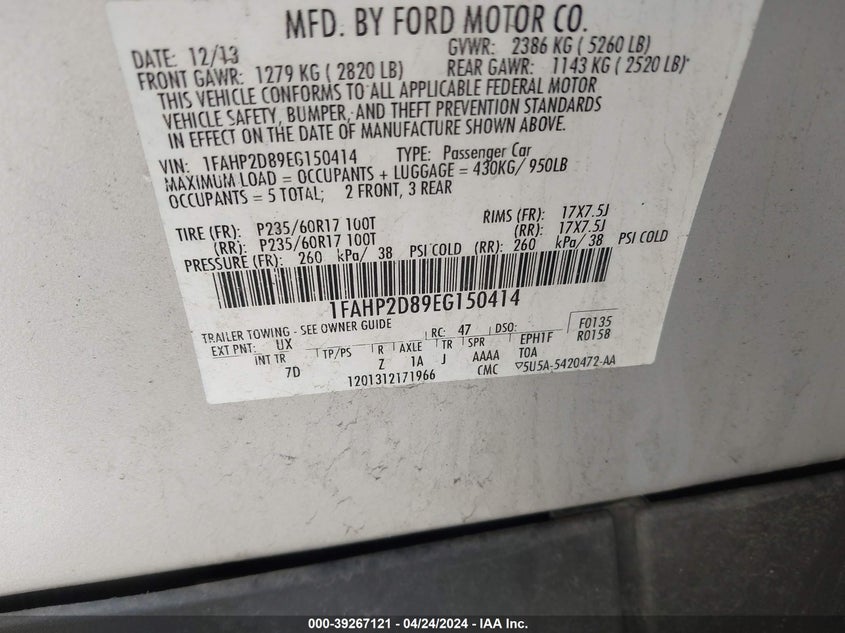 MFD. BY FORD MOTOR CO.
DATE: 12/13 GVWR: 2386 KG ( 5260 LB)
FRONT GAWR: 1279 KG ( 2820 LB) REAR GAWR: 1143 KG ( 2520 LB)
THIS VEHICLE CONFORMS TO ALL APPLICABLE FEDERAL MOTOR
VEHICLE SAFETY, BUMPER, AND THEFT PREVENTION STANDARDS
IN EFFECT ON THE DATE OF MANUFACTURE SHOWN ABOVE.
VIN: 1FAHP2D89EG150414 TYPE: Passenger Car
MAXIMUM LOAD = OCCUPANTS + LUGGAGE = 430KG/ 950LB
OCCUPANTS = 5 TOTAL; 2 FRONT, 3 REAR
TIRE (FR): P235/60R17 100T RIMS (FR): 17X7.5J
(RR): P235/60R17 100T (RR): 17X7.5J
PRESSURE (FR): 260 kPa/ 38 PSI COLD (RR): 260 kPa/ 38 PSI COLD
1FAHP2D89EG150414
TRAILER TOWING - SEE OWNER GUIDE
EXT PNT: UX RC: 47 DSO: F0135
INT TR TP/PS R AXLE TR SPR EPH1F R0158
7D Z 1A J AAAA TOA
1201312171966 CMC ▽5U5A-5420472-AA
000-39267121 - 04/24/2024 - IAA Inc.